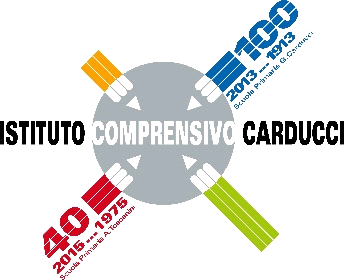 100
2013 --- 1913
Scuola Primaria G. Carducci
ISTITUTO COMPRENSIVO CARDUCCI
40
2015 --- 1975
Scuola Primaria A. Toscanini